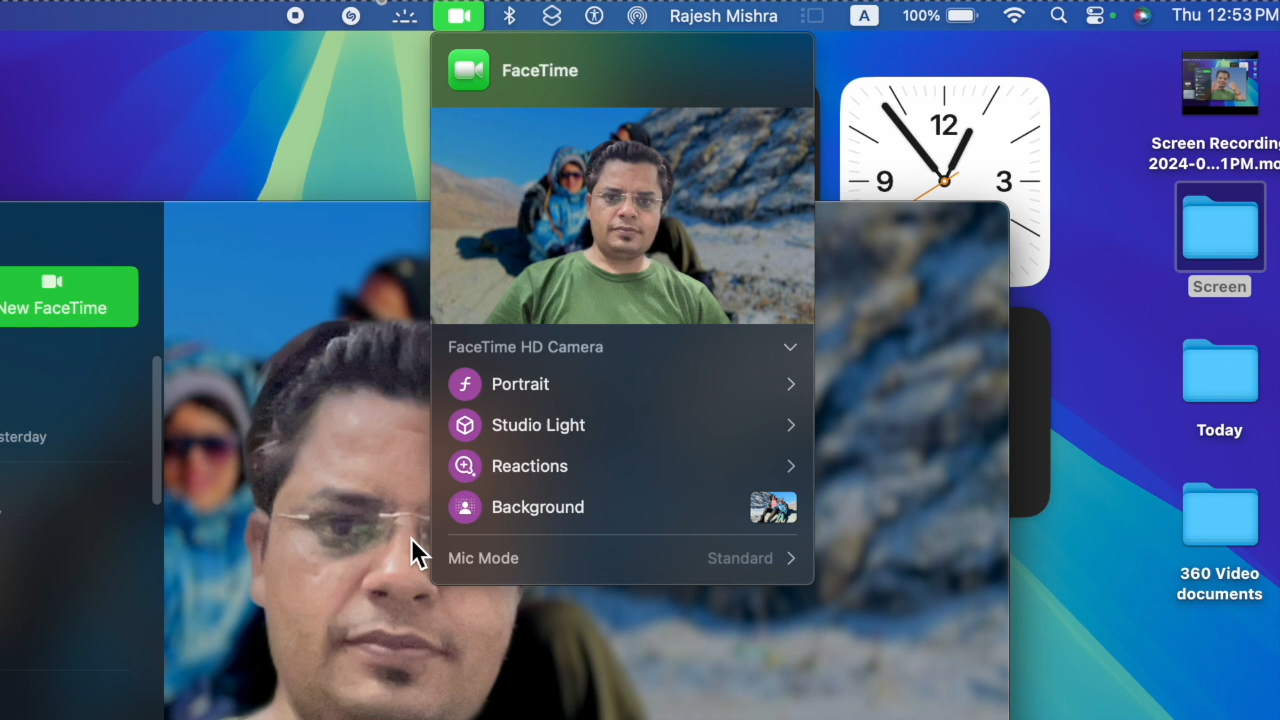 Rajesh Mishra
A
100%
Thu 12:53 PM
FaceTime
12
9
3
Screen Recording
2024-0...1PM.mo
Screen
New FaceTime
FaceTime HD Camera
Portrait
Studio Light
Reactions
Background
Mic Mode
Standard
sterday
Today
360 Video
documents